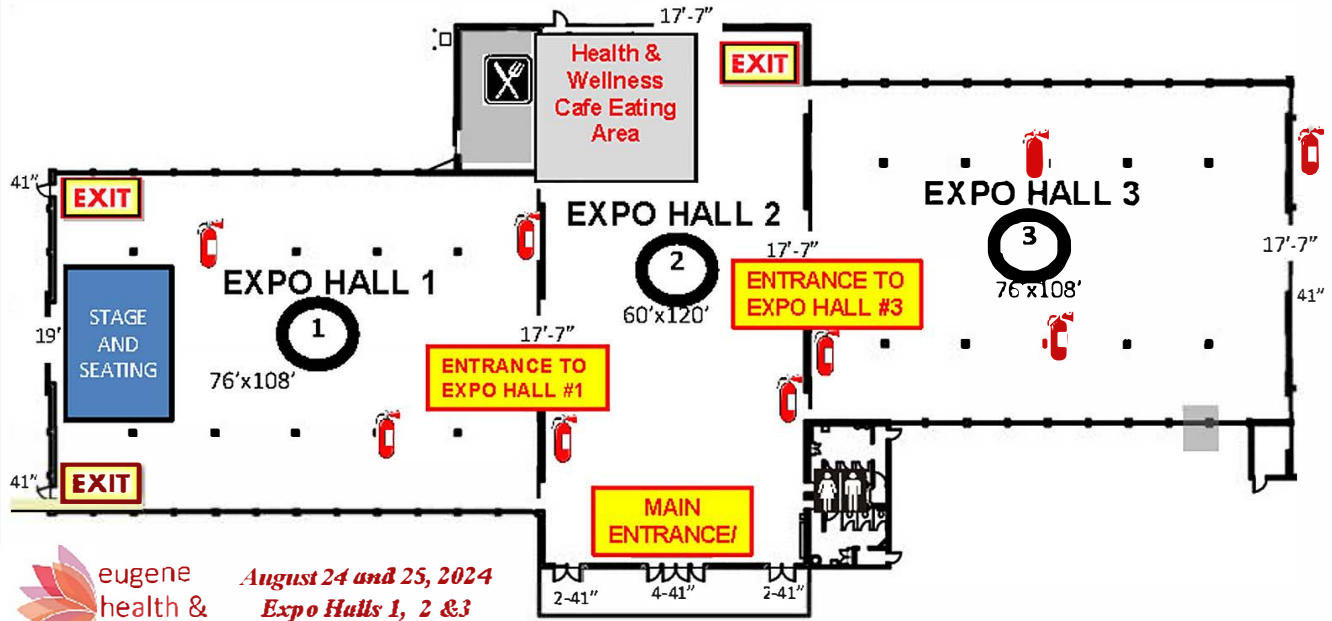 17'-7"
Health &
Wellness
Cafe Eating
Area
EXIT
41"
EXIT
EXPO HALL 3
3
76'x108'
17'-7"
41"
EXPO HALL 2
2
60'x120'
17'-7"
ENTRANCE TO
EXPO HALL #3
EXPO HALL 1
1
76'x108'
STAGE
AND
SEATING
19'
17'-7"
ENTRANCE TO
EXPO HALL #1
41"
EXIT
MAIN
ENTRANCE/
2-41"
4-41"
2-41"
eugene
health &
August 24 and 25, 2024
Expo Halls 1, 2 &3